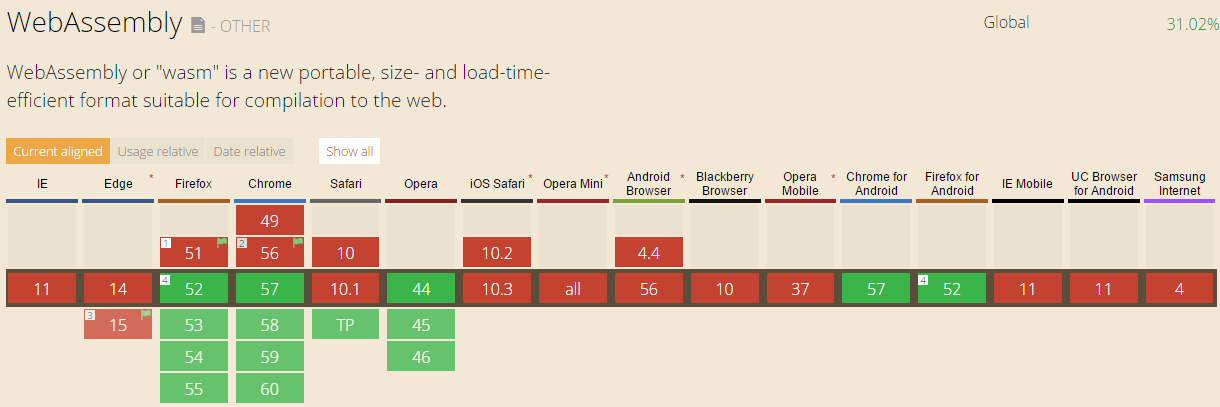 WebAssembly - OTHER
Global 31.02%
WebAssembly or "wasm" is a new portable, size- and load-time-
efficient format suitable for compilation to the web.
Current aligned Usage relative Date relative Show all
IE Edge * Firefox Chrome Safari Opera iOS Safari * Opera Mini * Android Browser * Blackberry Browser Opera Mobile * Chrome for Android Firefox for Android IE Mobile UC Browser for Android Samsung Internet
49
1 51 2 56 10 10.2 4.4
11 14 4 52 57 10.1 44 10.3 all 56 10 37 57 4 52 11 11 4
3 15 53 58 TP 45
54 59 46
55 60